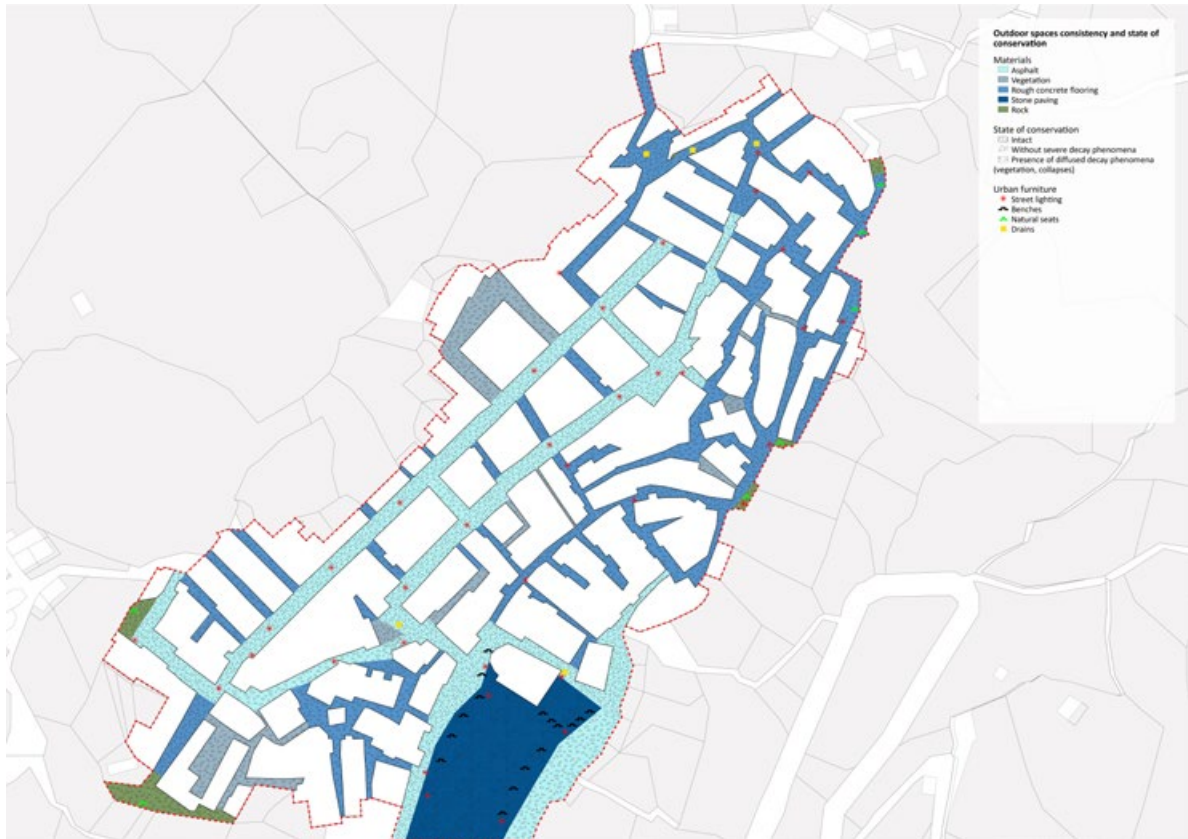 Outdoor spaces consistency and state of
conservation
Materials
Asphalt
Vegetation
Rough concrete flooring
Stone paving
Rock
State of conservation
Intact
Without severe decay phenomena
Presence of diffused decay phenomena
(vegetation, collapses)
Urban furniture
Street lighting
Benches
Natural seats
Drains